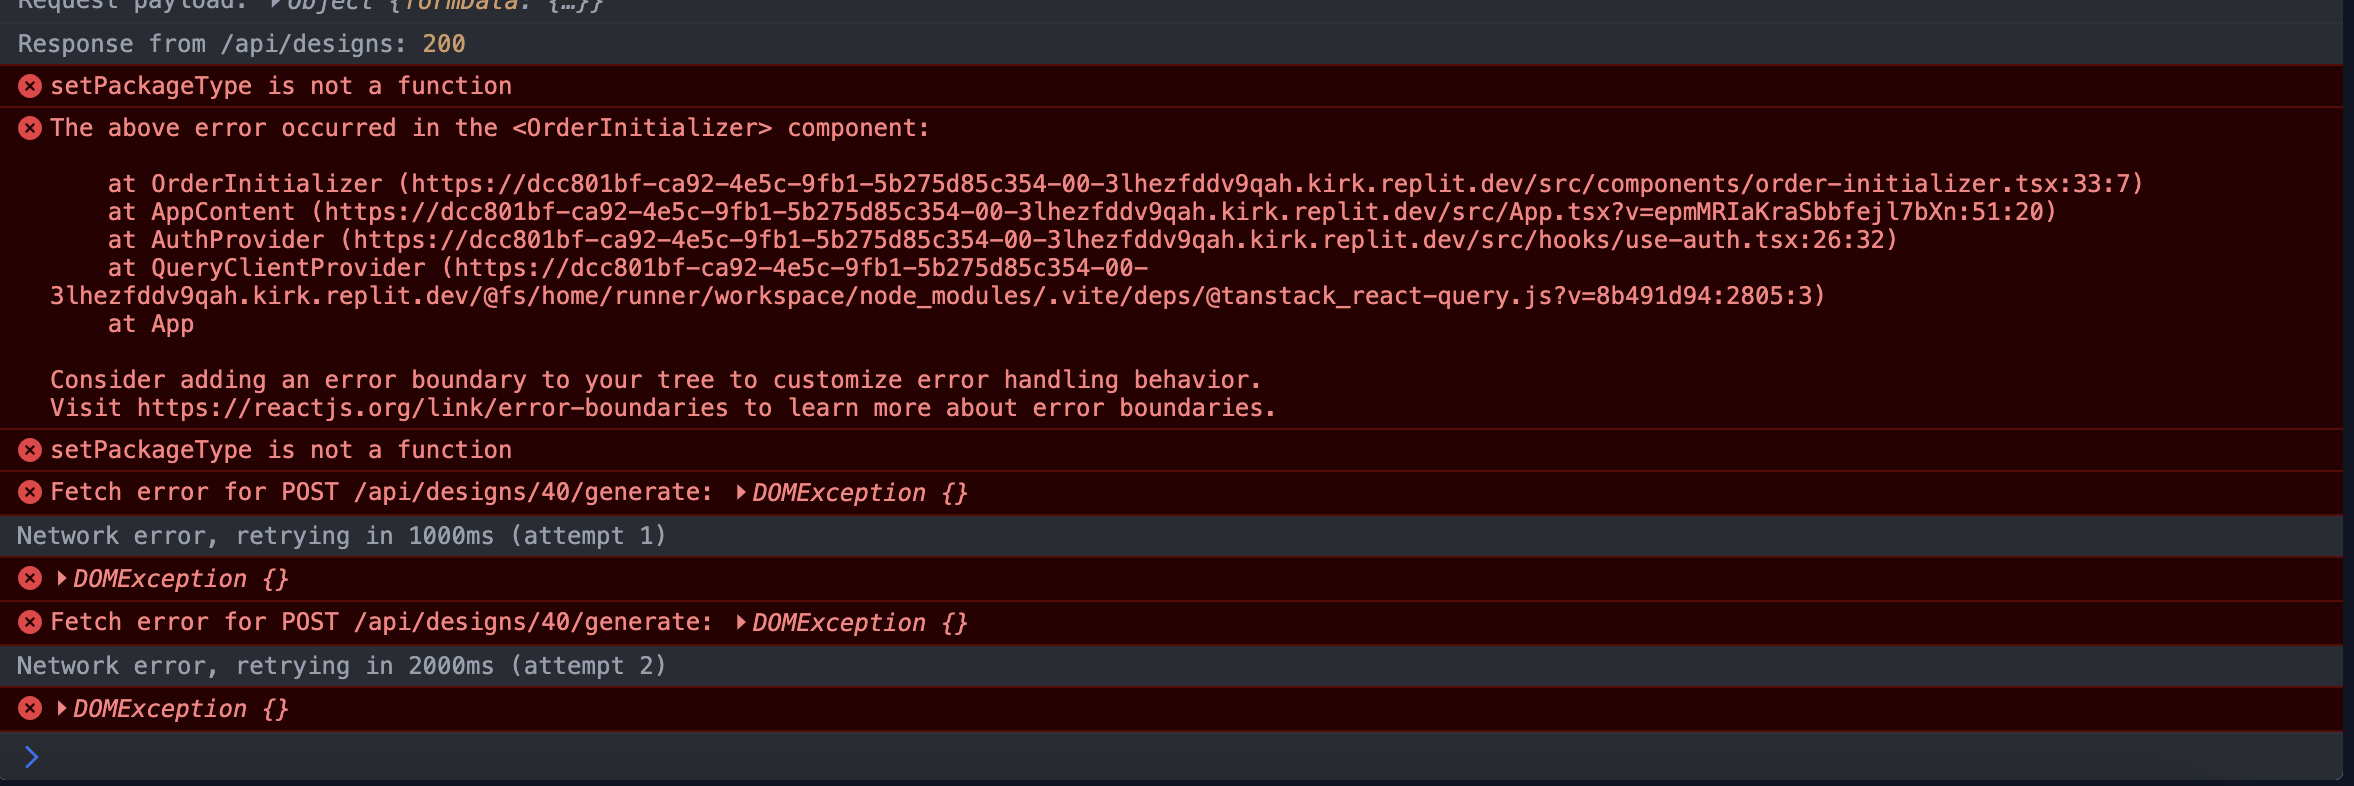 Request payload: ▶Object {formData: {…}}
Response from /api/designs: 200
setPackageType is not a function
The above error occurred in the <OrderInitializer> component:
at OrderInitializer (https://dcc801bf-ca92-4e5c-9fb1-5b275d85c354-00-3lhezfddv9qah.kirk.replit.dev/src/components/order-initializer.tsx:33:7)
at AppContent (https://dcc801bf-ca92-4e5c-9fb1-5b275d85c354-00-3lhezfddv9qah.kirk.replit.dev/src/App.tsx?v=epmMRIaKraSbbfejl7bXn:51:20)
at AuthProvider (https://dcc801bf-ca92-4e5c-9fb1-5b275d85c354-00-3lhezfddv9qah.kirk.replit.dev/src/hooks/use-auth.tsx:26:32)
at QueryClientProvider (https://dcc801bf-ca92-4e5c-9fb1-5b275d85c354-00-
3lhezfddv9qah.kirk.replit.dev/@fs/home/runner/workspace/node_modules/.vite/deps/@tanstack_react-query.js?v=8b491d94:2805:3)
at App
Consider adding an error boundary to your tree to customize error handling behavior.
Visit https://reactjs.org/link/error-boundaries to learn more about error boundaries.
setPackageType is not a function
Fetch error for POST /api/designs/40/generate: ▶DOMException {}
Network error, retrying in 1000ms (attempt 1)
▶DOMException {}
Fetch error for POST /api/designs/40/generate: ▶DOMException {}
Network error, retrying in 2000ms (attempt 2)
▶DOMException {}